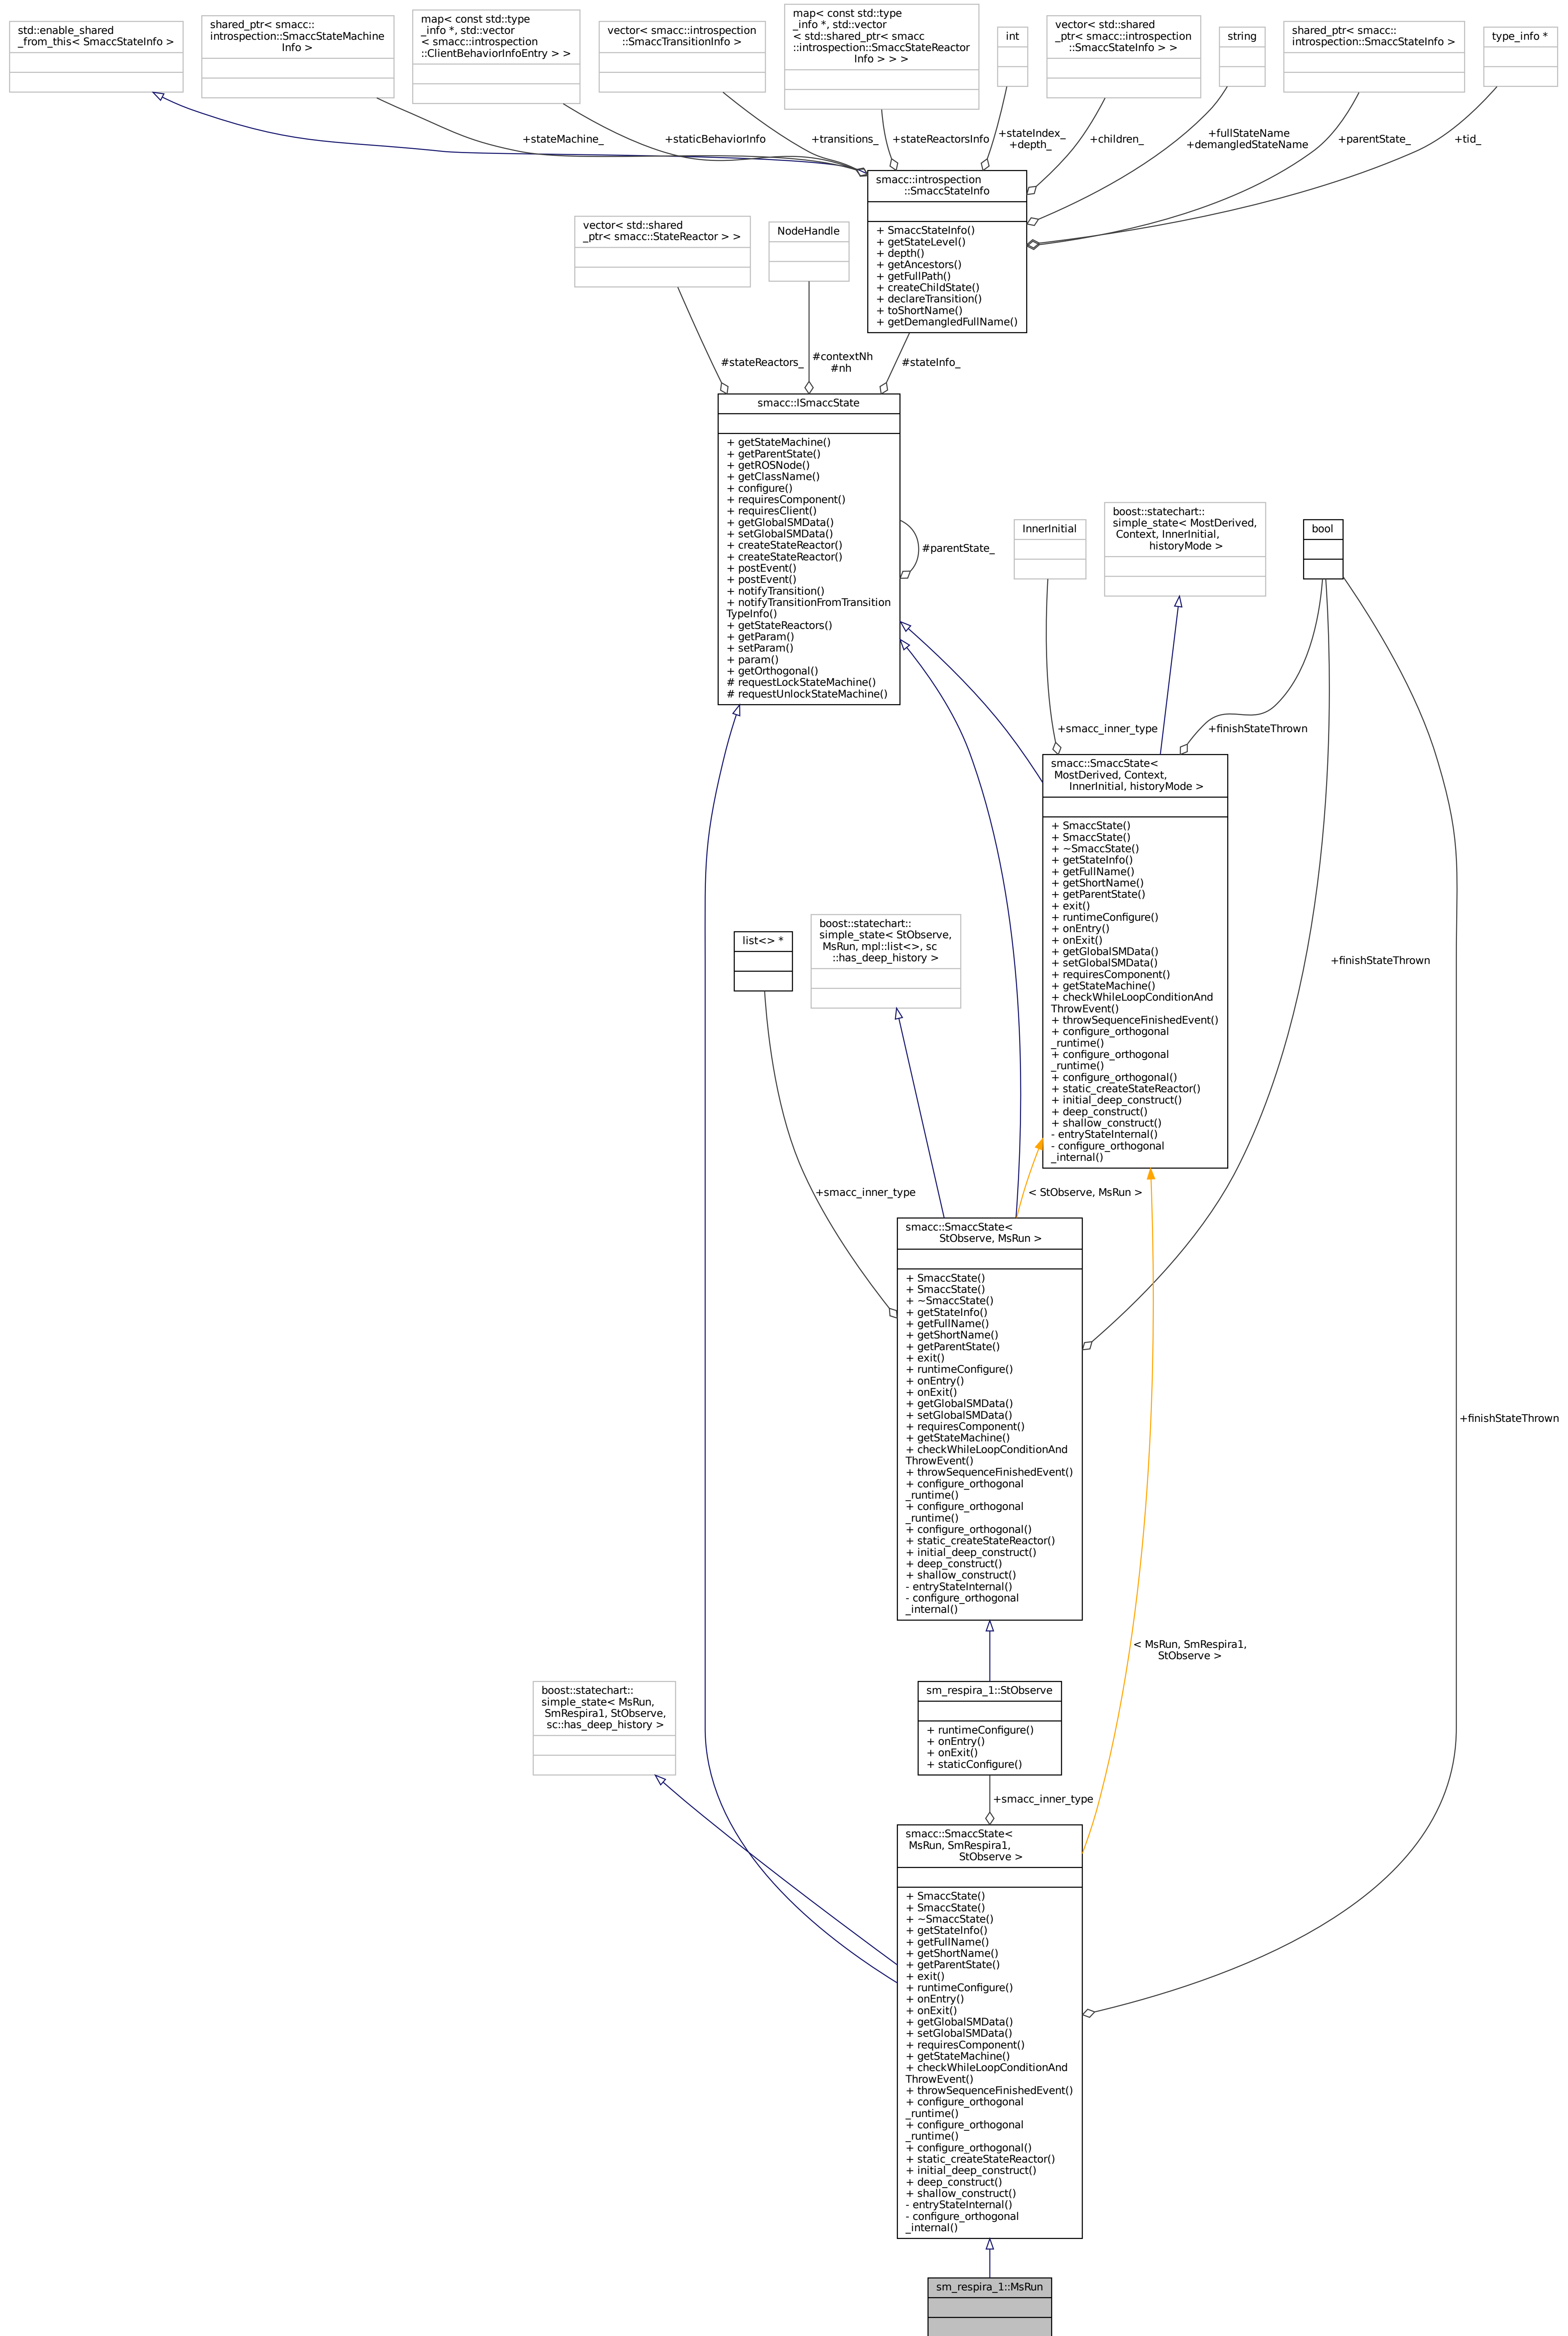 std::enable_shared
_from_this< SmaccStateInfo >
shared_ptr< smacc::
introspection::SmaccStateMachine
Info >
map< const std::type
_info *, std::vector
< smacc::introspection
::ClientBehaviorInfoEntry > >
vector< smacc::introspection
::SmaccTransitionInfo >
map< const std::type
_info *, std::vector
< std::shared_ptr< smacc
::introspection::SmaccStateReactor
Info > > >
int
vector< std::shared
_ptr< smacc::introspection
::SmaccStateInfo > >
string
shared_ptr< smacc::
introspection::SmaccStateInfo >
type_info *
+stateMachine_
+staticBehaviorInfo
+transitions_
+stateReactorsInfo
+stateIndex_
+depth_
+children_
+fullStateName
+demangledStateName
+parentState_
+tid_
smacc::introspection
::SmaccStateInfo
+ SmaccStateInfo()
+ getStateLevel()
+ depth()
+ getAncestors()
+ getFullPath()
+ createChildState()
+ declareTransition()
+ toShortName()
+ getDemangledFullName()
vector< std::shared
_ptr< smacc::StateReactor > >
NodeHandle
#stateReactors_
#contextNh
#nh
#stateInfo_
smacc::ISmaccState
+ getStateMachine()
+ getParentState()
+ getROSNode()
+ getClassName()
+ configure()
+ requiresComponent()
+ requiresClient()
+ getGlobalSMData()
+ setGlobalSMData()
+ createStateReactor()
+ createStateReactor()
+ postEvent()
+ postEvent()
+ notifyTransition()
+ notifyTransitionFromTransition
TypeInfo()
+ getStateReactors()
+ getParam()
+ setParam()
+ param()
+ getOrthogonal()
# requestLockStateMachine()
# requestUnlockStateMachine()
#parentState_
InnerInitial
boost::statechart::
simple_state< MostDerived,
Context, InnerInitial,
historyMode >
bool
+smacc_inner_type
+finishStateThrown
smacc::SmaccState<
MostDerived, Context,
InnerInitial, historyMode >
+ SmaccState()
+ SmaccState()
+ ~SmaccState()
+ getStateInfo()
+ getFullName()
+ getShortName()
+ getParentState()
+ exit()
+ runtimeConfigure()
+ onEntry()
+ onExit()
+ getGlobalSMData()
+ setGlobalSMData()
+ requiresComponent()
+ getStateMachine()
+ checkWhileLoopConditionAnd
ThrowEvent()
+ throwSequenceFinishedEvent()
+ configure_orthogonal
_runtime()
+ configure_orthogonal
_runtime()
+ configure_orthogonal()
+ static_createStateReactor()
+ initial_deep_construct()
+ deep_construct()
+ shallow_construct()
- entryStateInternal()
- configure_orthogonal
_internal()
list<> *
boost::statechart::
simple_state< StObserve,
MsRun, mpl::list<>, sc
::has_deep_history >
+finishStateThrown
+smacc_inner_type
< StObserve, MsRun >
smacc::SmaccState<
StObserve, MsRun >
+ SmaccState()
+ SmaccState()
+ ~SmaccState()
+ getStateInfo()
+ getFullName()
+ getShortName()
+ getParentState()
+ exit()
+ runtimeConfigure()
+ onEntry()
+ onExit()
+ getGlobalSMData()
+ setGlobalSMData()
+ requiresComponent()
+ getStateMachine()
+ checkWhileLoopConditionAnd
ThrowEvent()
+ throwSequenceFinishedEvent()
+ configure_orthogonal
_runtime()
+ configure_orthogonal
_runtime()
+ configure_orthogonal()
+ static_createStateReactor()
+ initial_deep_construct()
+ deep_construct()
+ shallow_construct()
- entryStateInternal()
- configure_orthogonal
_internal()
+finishStateThrown
< MsRun, SmRespira1,
StObserve >
boost::statechart::
simple_state< MsRun,
SmRespira1, StObserve,
sc::has_deep_history >
sm_respira_1::StObserve
+ runtimeConfigure()
+ onEntry()
+ onExit()
+ staticConfigure()
+smacc_inner_type
smacc::SmaccState<
MsRun, SmRespira1,
StObserve >
+ SmaccState()
+ SmaccState()
+ ~SmaccState()
+ getStateInfo()
+ getFullName()
+ getShortName()
+ getParentState()
+ exit()
+ runtimeConfigure()
+ onEntry()
+ onExit()
+ getGlobalSMData()
+ setGlobalSMData()
+ requiresComponent()
+ getStateMachine()
+ checkWhileLoopConditionAnd
ThrowEvent()
+ throwSequenceFinishedEvent()
+ configure_orthogonal
_runtime()
+ configure_orthogonal
_runtime()
+ configure_orthogonal()
+ static_createStateReactor()
+ initial_deep_construct()
+ deep_construct()
+ shallow_construct()
- entryStateInternal()
- configure_orthogonal
_internal()
sm_respira_1::MsRun